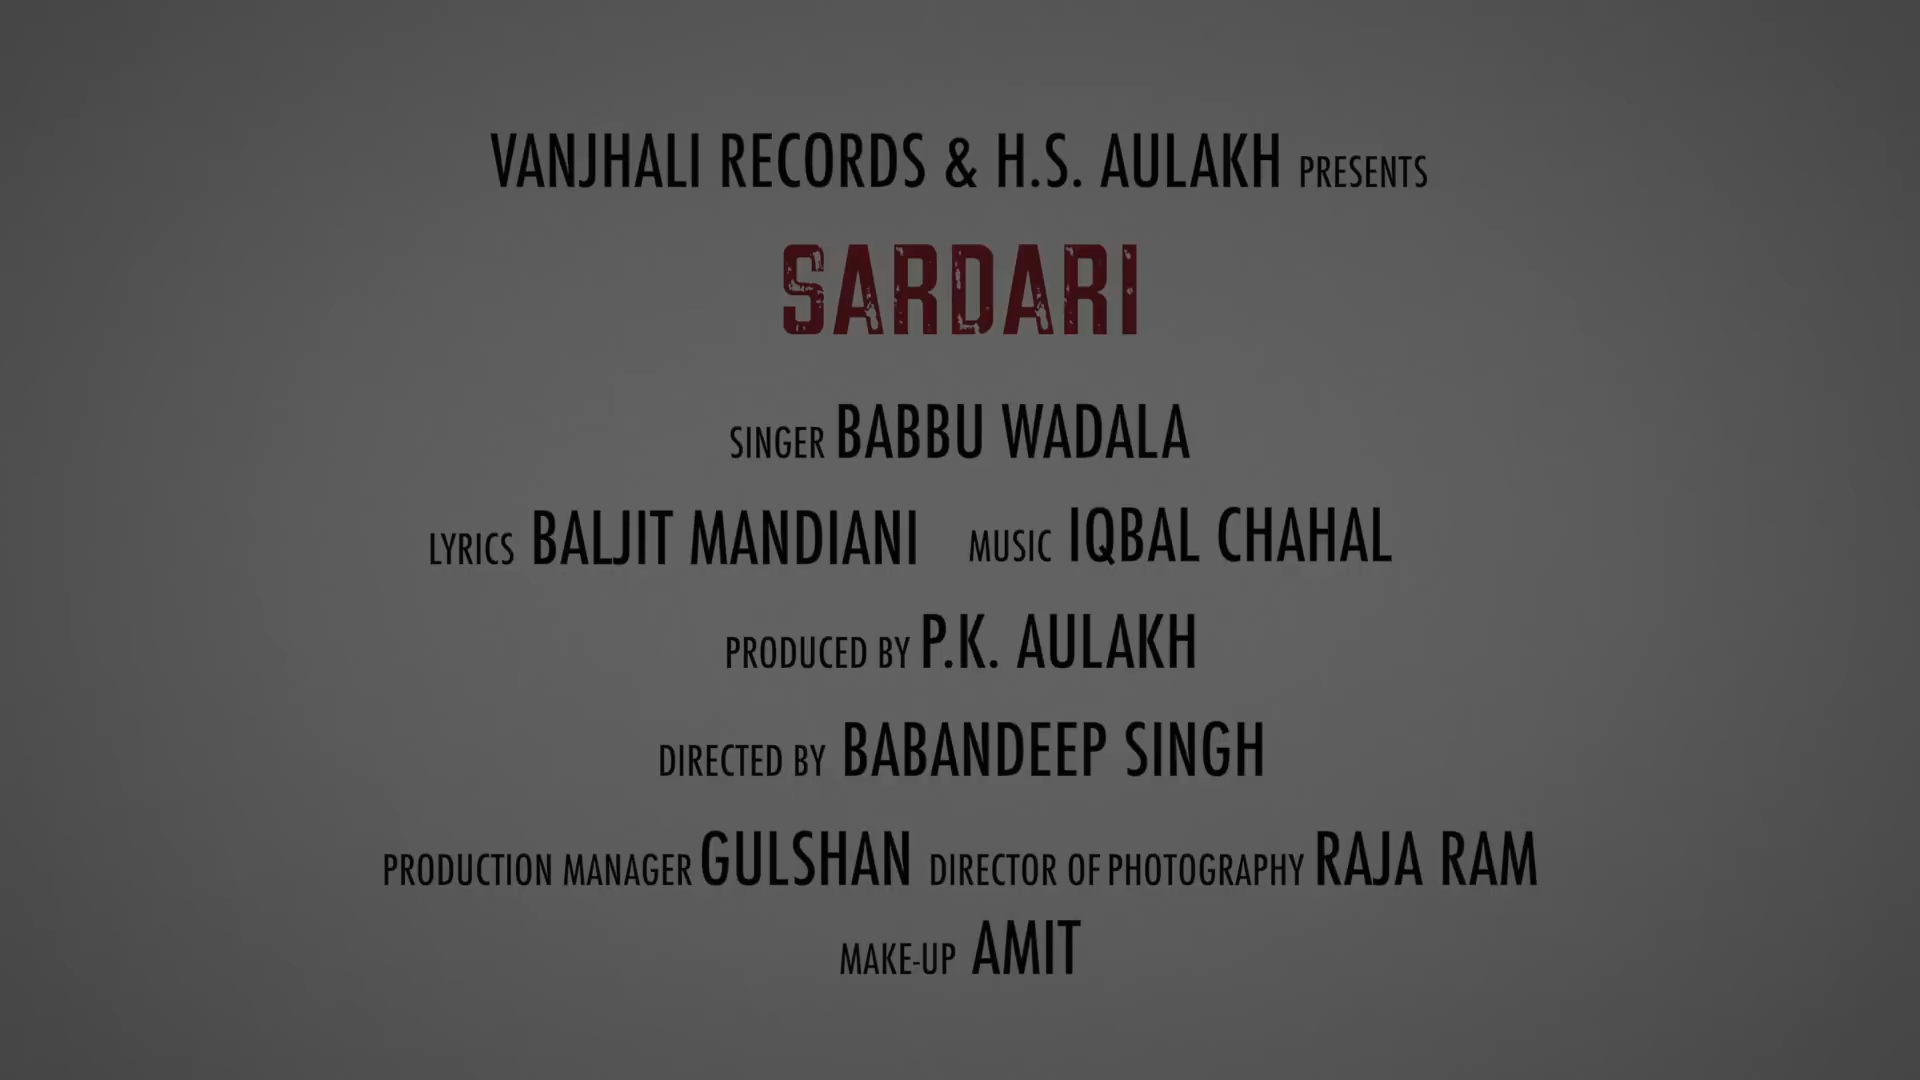 VANJHALI RECORDS & H.S. AULAKH PRESENTS
SARDARI
SINGER BABBU WADALA
LYRICS BALJIT MANDIANI MUSIC IQBAL CHAHAL
PRODUCED BY P.K. AULAKH
DIRECTED BY BABANDEEP SINGH
PRODUCTION MANAGER GULSHAN DIRECTOR OF PHOTOGRAPHY RAJA RAM
MAKE-UP AMIT